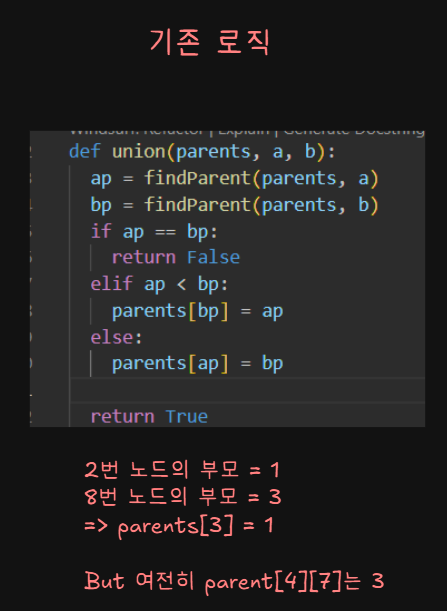 기존 로직
Windsurf: Refactor | Explain | Generate Docstring
def union(parents, a, b):
ap = findParent(parents, a)
bp = findParent(parents, b)
if ap == bp:
return False
elif ap < bp:
parents[bp] = ap
else:
parents[ap] = bp
return True
2번 노드의 부모 = 1
8번 노드의 부모 = 3
=> parents[3] = 1
But 여전히 parent[4][7]는 3